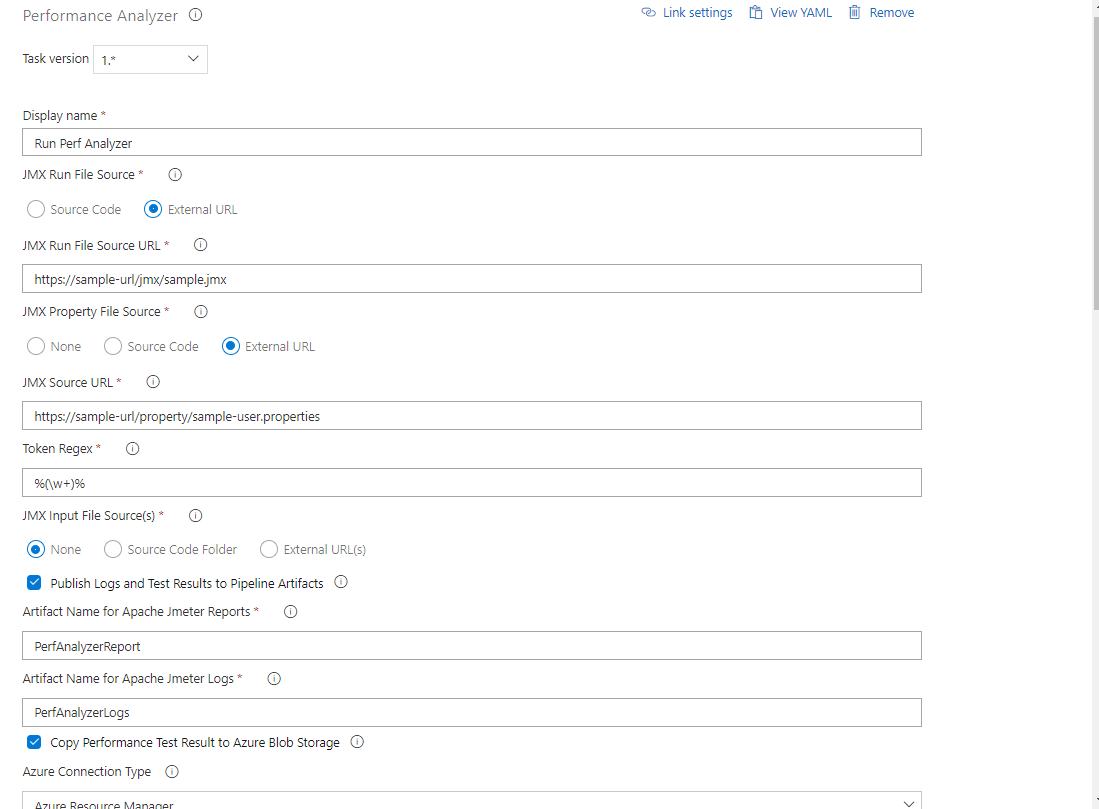 Performance Analyzer
Link settings View YAML Remove
Task version 1.*
Display name *
Run Perf Analyzer
JMX Run File Source *
Source Code External URL
JMX Run File Source URL *
https://sample-url/jmx/sample.jmx
JMX Property File Source *
None Source Code External URL
JMX Source URL *
https://sample-url/property/sample-user.properties
Token Regex *
%(\w+)%
JMX Input File Source(s) *
None Source Code Folder External URL(s)
Publish Logs and Test Results to Pipeline Artifacts
Artifact Name for Apache Jmeter Reports *
PerfAnalyzerReport
Artifact Name for Apache Jmeter Logs *
PerfAnalyzerLogs
Copy Performance Test Result to Azure Blob Storage
Azure Connection Type
Azure Resource Manager